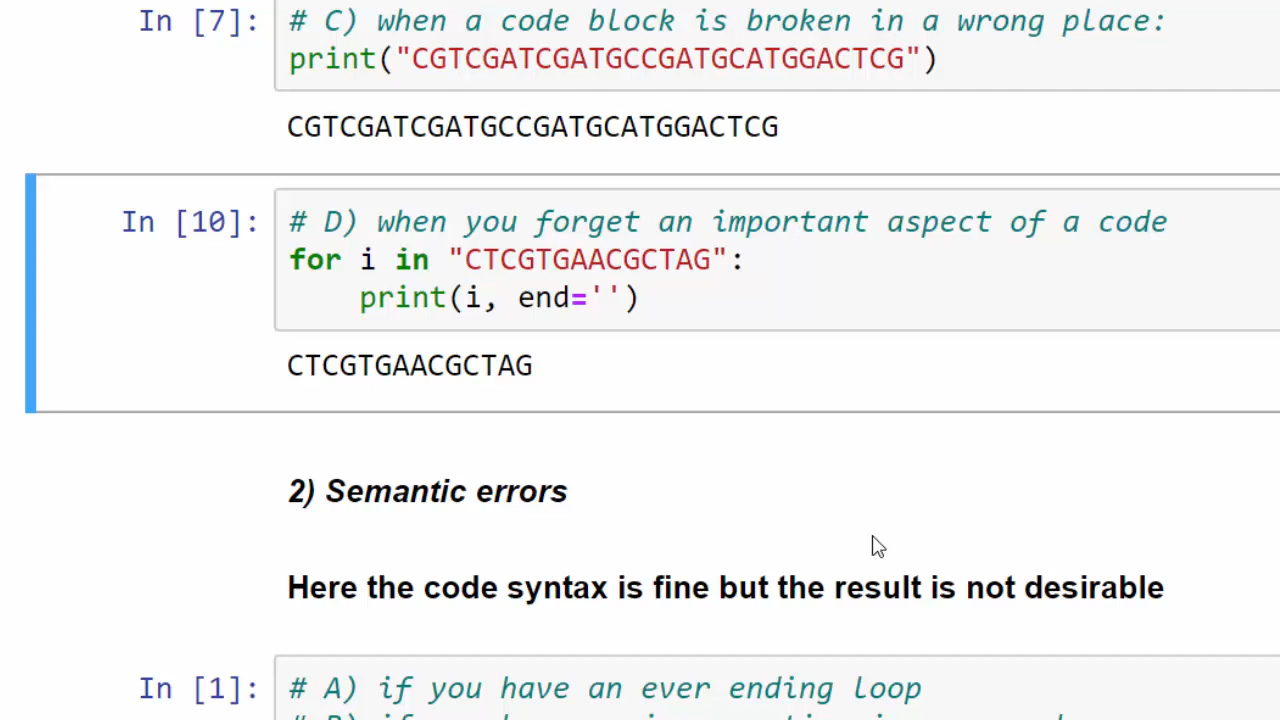 In [7]: # C) when a code block is broken in a wrong place:
print("CGTCGATCGATGCCGATGCATGGACTCG")
CGTCGATCGATGCCGATGCATGGACTCG
In [10]: # D) when you forget an important aspect of a code
for i in "CTCGTGAACGCTAG":
    print(i, end='')
CTCGTGAACGCTAG
2) Semantic errors
Here the code syntax is fine but the result is not desirable
In [1]: # A) if you have an ever ending loop